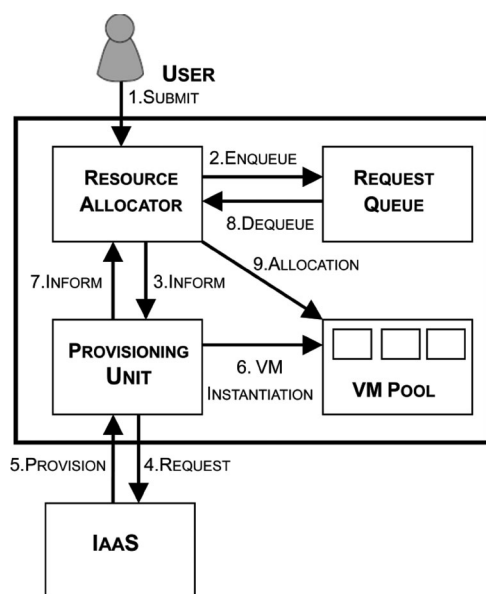 USER
1.SUBMIT
RESOURCE
ALLOCATOR
2.ENQUEUE
REQUEST
QUEUE
8.DEQUEUE
9.ALLOCATION
7.INFORM
3.INFORM
PROVISIONING
UNIT
6. VM
INSTANTIATION
VM POOL
5.PROVISION
4.REQUEST
IAAS